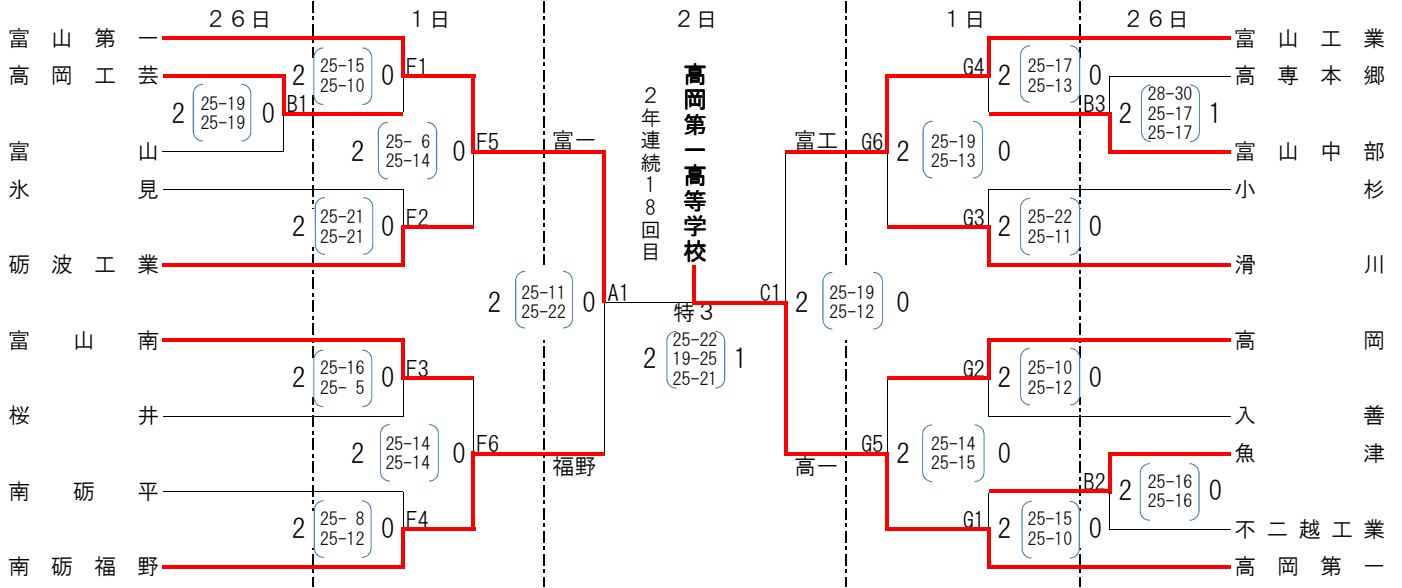 ２６日
１日
２日
１日
２６日
富山第一
高岡工芸
富山
氷見
砺波工業
富山南
桜井
南砺平
南砺福野
2 25-19 25-19 0 B1
2 25-15 25-10 0 F1
2 25- 6 25-14 0 F5
2 25-21 25-21 0 F2
2 25-16 25- 5 0 F3
2 25-14 25-14 0 F6
2 25- 8 25-12 0 F4
富一
福野
2 25-11 25-22 0 A1
高岡第一高等学校
２年連続１８回目
特３
2 25-22 19-25 25-21 1
富工
高一
C1 2 25-19 25-12 0
G4 2 25-17 25-13 0
B3 2 28-30 25-17 25-17 1
G6 2 25-19 25-13 0
G3 2 25-22 25-11 0
G2 2 25-10 25-12 0
G5 2 25-14 25-15 0
B2 2 25-16 25-16 0
G1 2 25-15 25-10 0
富山工業
高専本郷
富山中部
小杉
滑川
高岡
入善
魚津
不二越工業
高岡第一